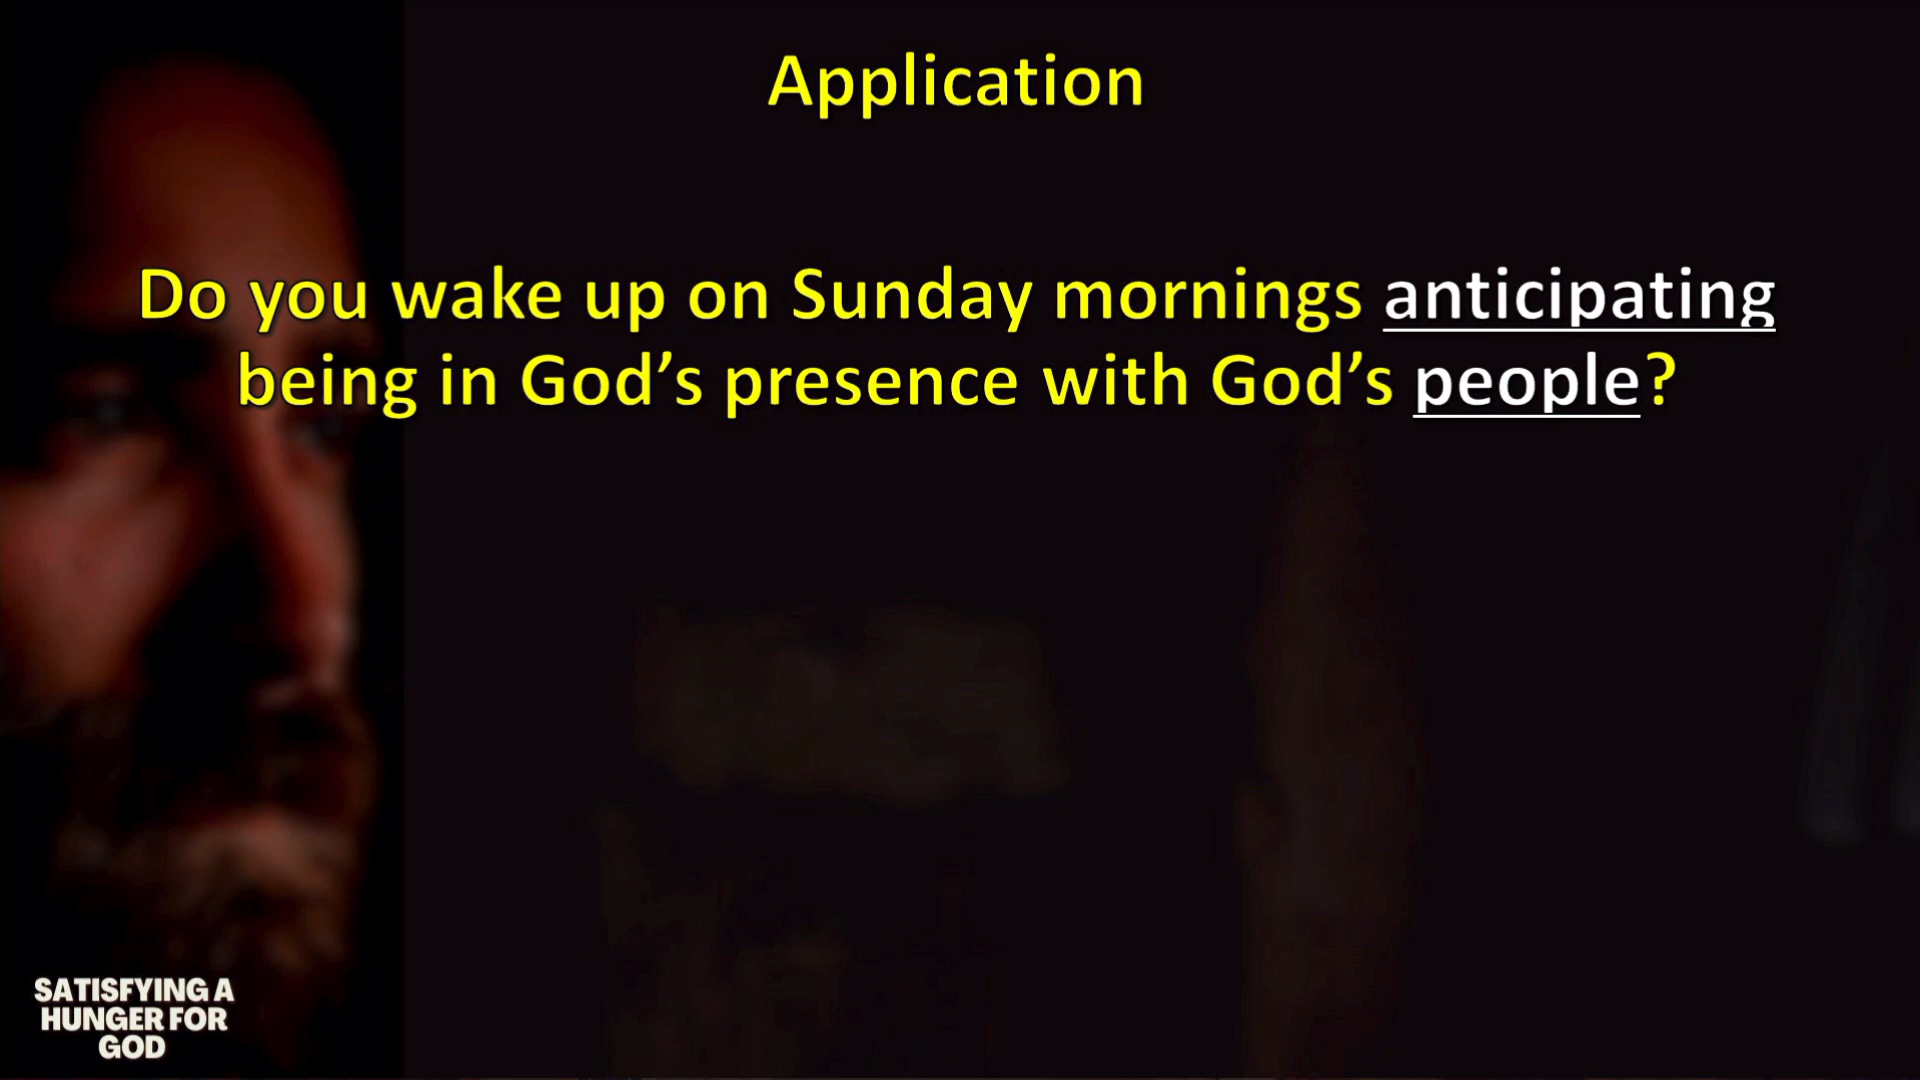 Application
Do you wake up on Sunday mornings anticipating
being in God’s presence with God’s people?
SATISFYING A
HUNGER FOR
GOD